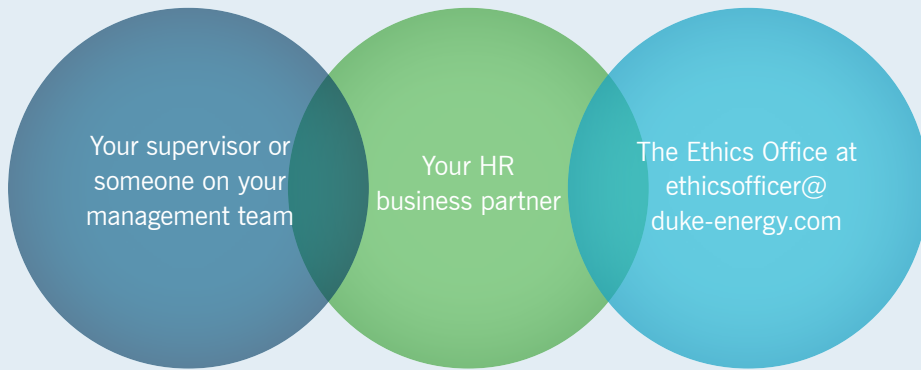 Your supervisor or
someone on your
management team
Your HR
business partner
The Ethics Office at
ethicsofficer@
duke-energy.com